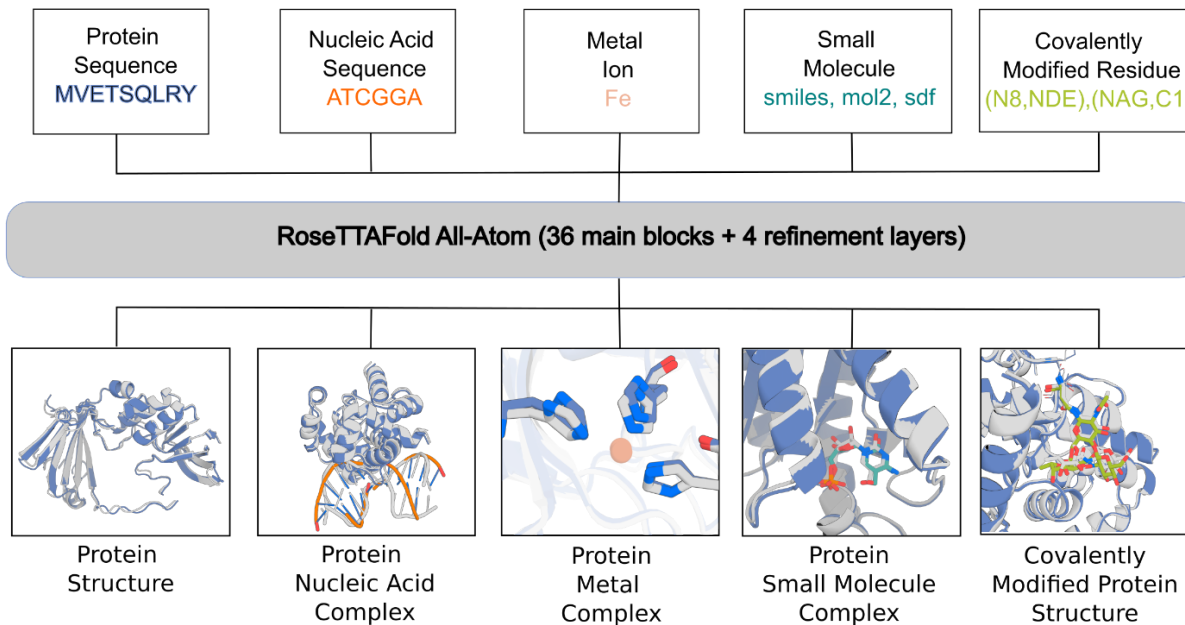 Protein
Sequence
MVETSQLRY
Nucleic Acid
Sequence
ATCGGA
Metal
Ion
Fe
Small
Molecule
smiles, mol2, sdf
Covalently
Modified Residue
(N8,NDE),(NAG,C1
RoseTTAFold All-Atom (36 main blocks + 4 refinement layers)
Protein
Structure
Protein
Nucleic Acid
Complex
Protein
Metal
Complex
Protein
Small Molecule
Complex
Covalently
Modified Protein
Structure